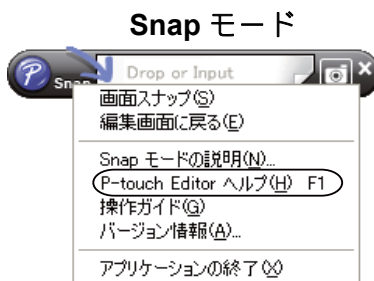 Snap モード
Snap
Drop or Input
画面スナップ(S)
編集画面に戻る(E)
Snap モードの説明(N)...
P-touch Editor ヘルプ(H) F1
操作ガイド(G)
バージョン情報(A)...
アプリケーションの終了(X)